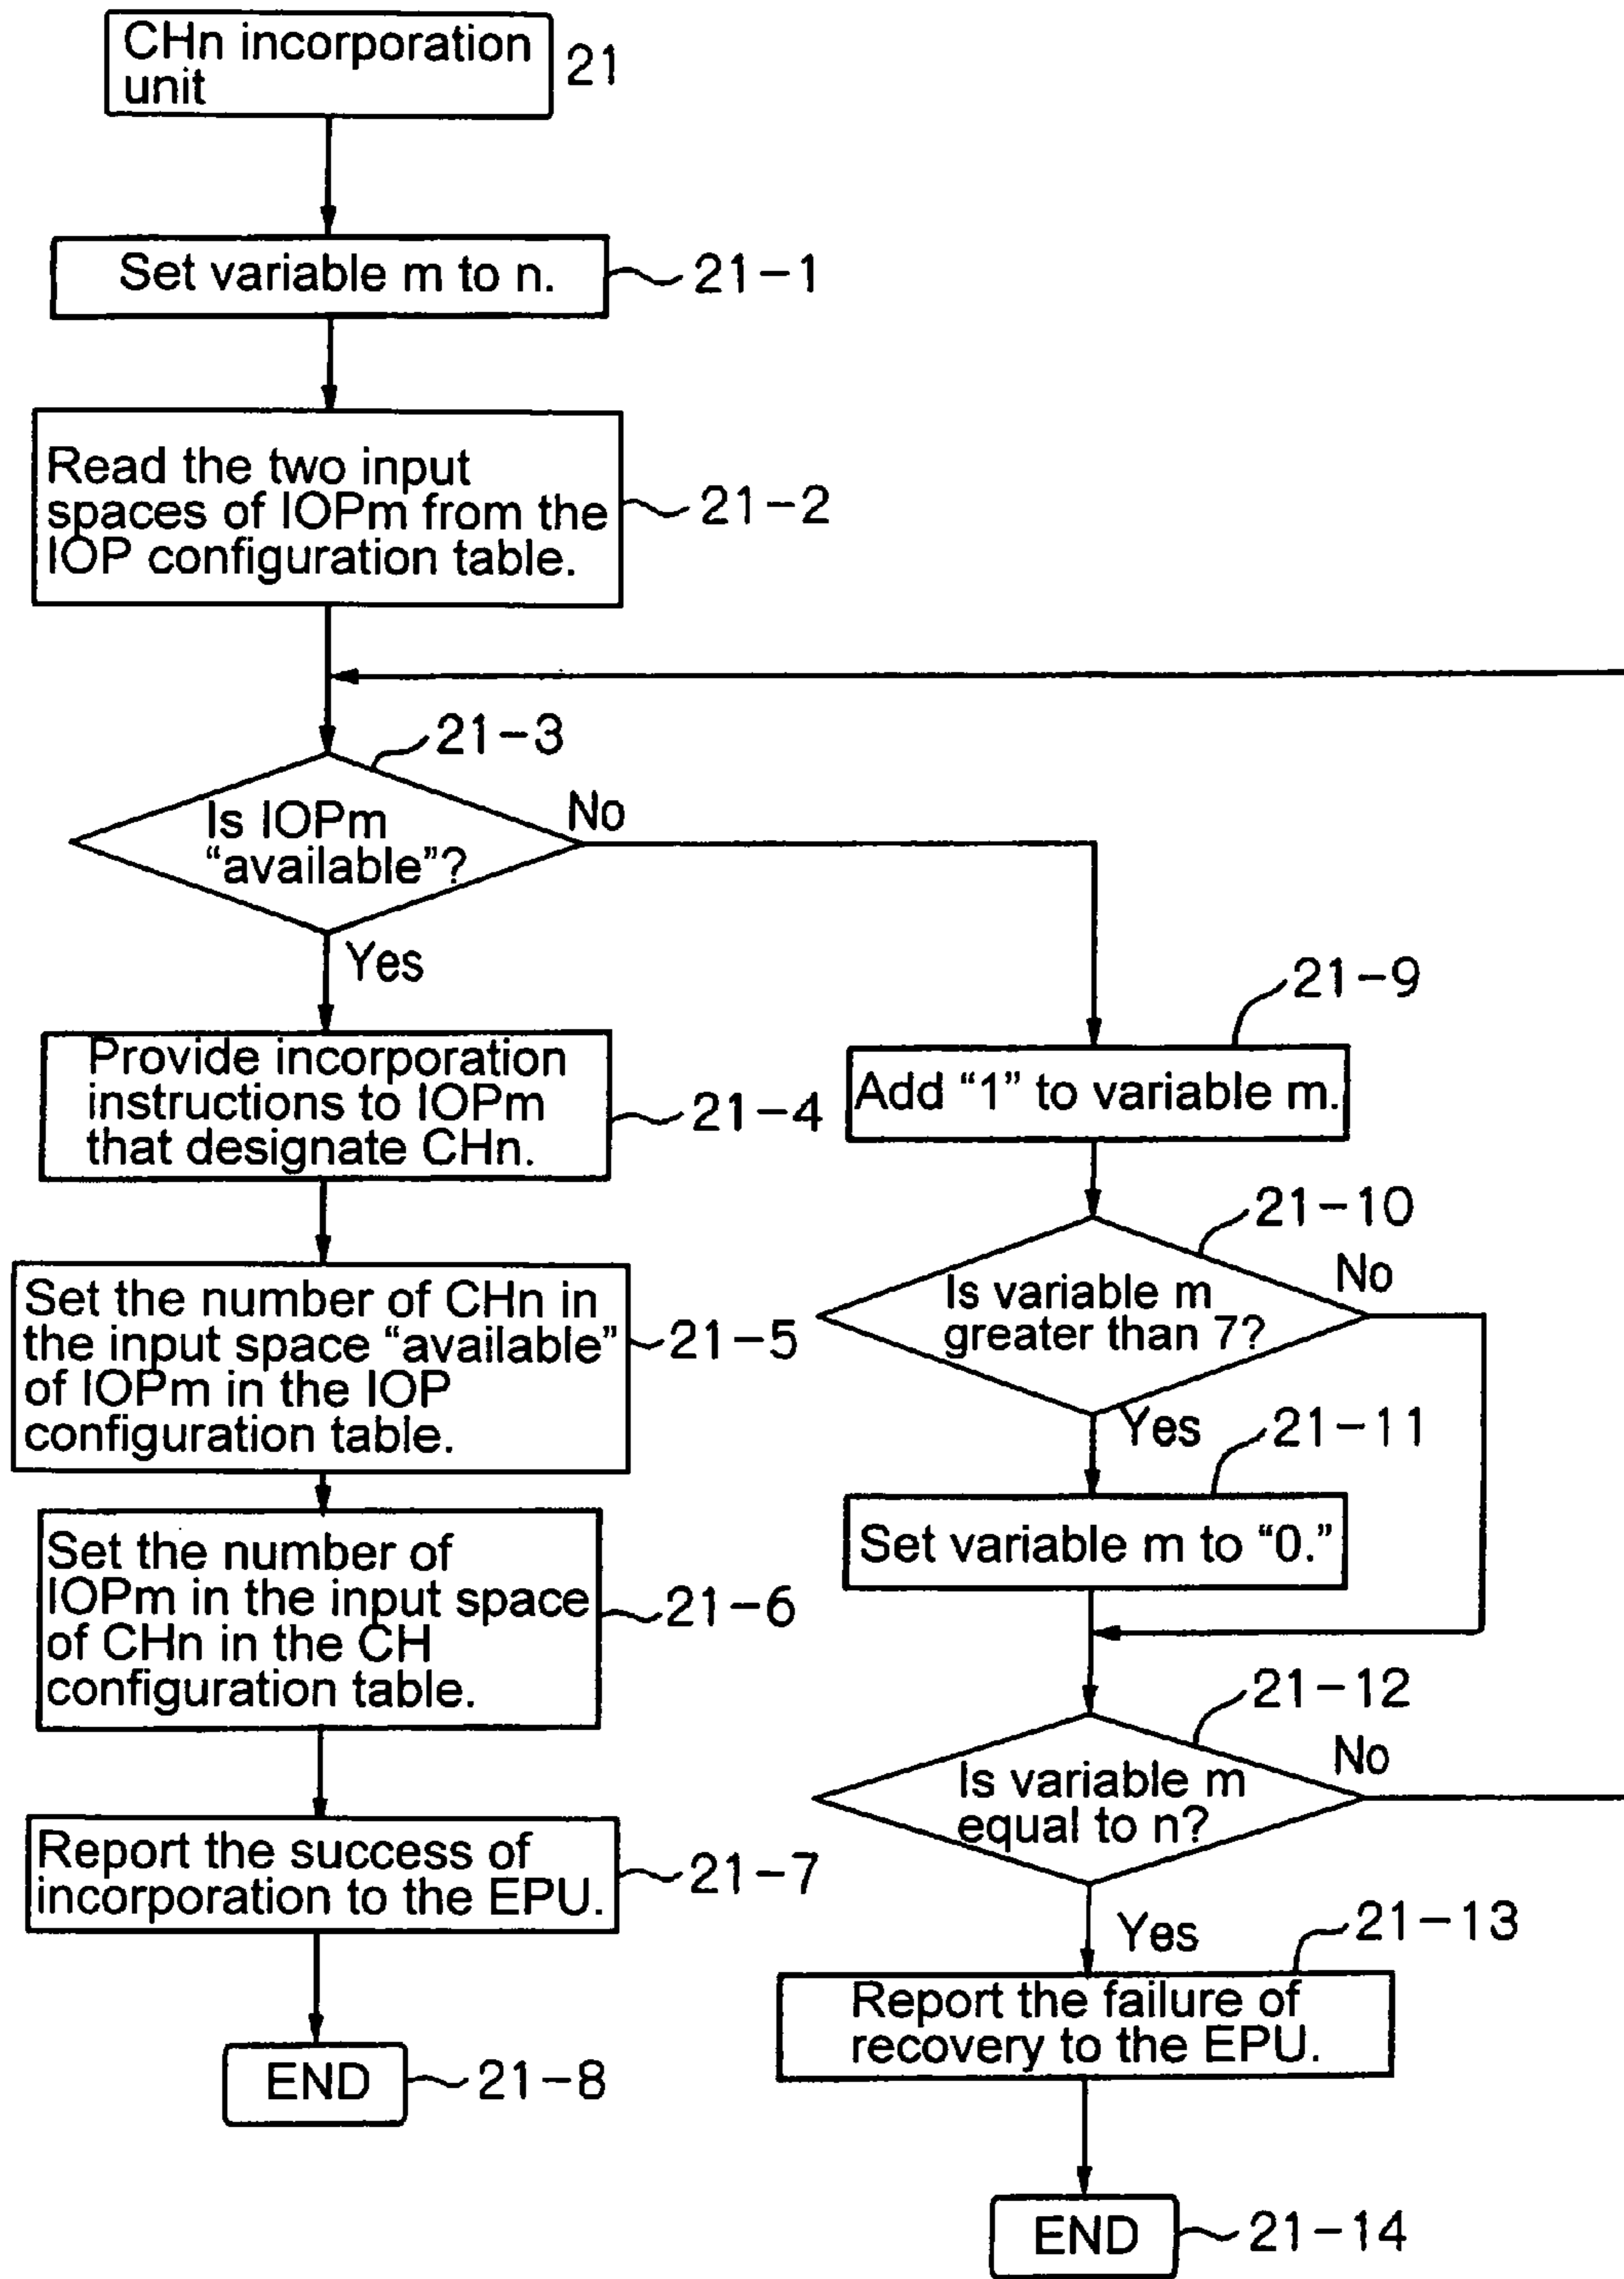 CHn incorporation
unit
21
Set variable m to n.
21-1
Read the two input
spaces of IOPm from the
IOP configuration table.
21-2
21-3
Is IOPm
“available”?
No
Yes
Provide incorporation
instructions to IOPm
that designate CHn.
21-4
Set the number of CHn in
the input space “available”
of IOPm in the IOP
configuration table.
21-5
Set the number of
IOPm in the input space
of CHn in the CH
configuration table.
21-6
Report the success of
incorporation to the EPU.
21-7
END
21-8
21-9
Add “1” to variable m.
21-10
Is variable m
greater than 7?
No
Yes
21-11
Set variable m to “0.”
21-12
Is variable m
equal to n?
No
Yes
21-13
Report the failure of
recovery to the EPU.
END
21-14